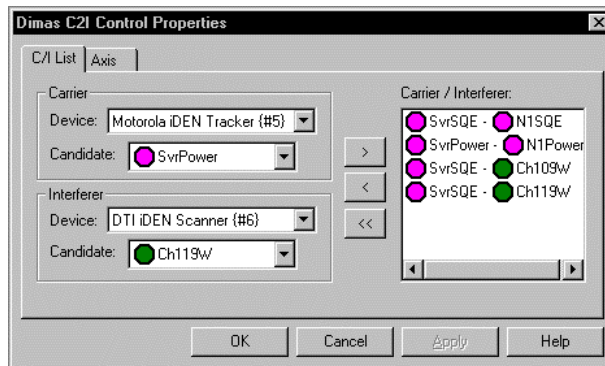 Dimas C2I Control Properties
C/I List
Axis
Carrier
Device: Motorola iDEN Tracker {#5}
Candidate: SvrPower
Interferer
Device: DTI iDEN Scanner {#6}
Candidate: Ch119W
>
<
<<
Carrier / Interferer:
SvrSQE - N1SQE
SvrPower - N1Power
SvrSQE - Ch109W
SvrSQE - Ch119W
OK
Cancel
Apply
Help